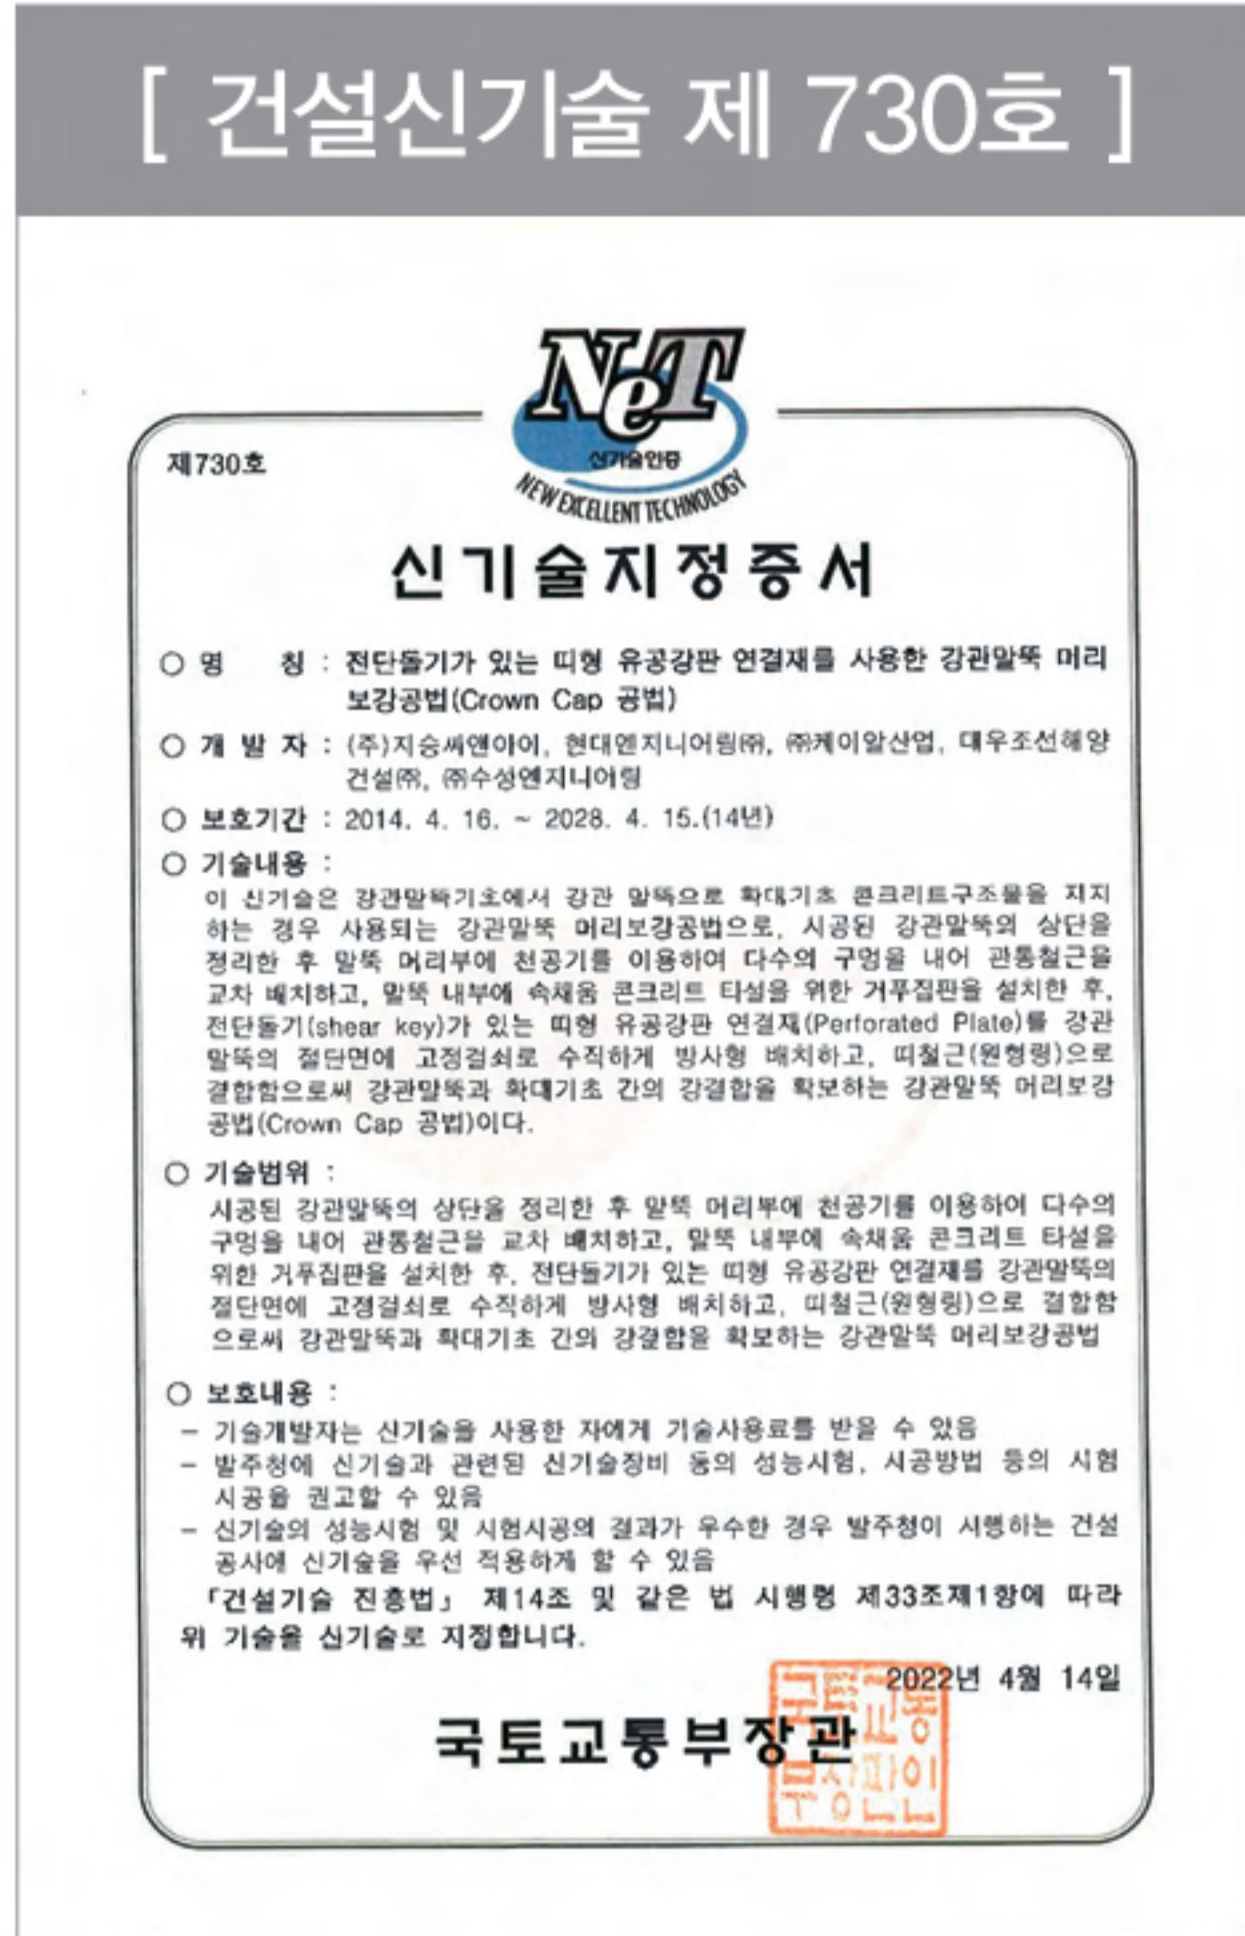 [ 건설신기술 제 730호 ]
NeT
신기술인증
NEW EXCELLENT TECHNOLOGY
제730호
신기술지정증서
○ 명 칭 : 전단돌기가 있는 띠형 유공강판 연결재를 사용한 강관말뚝 머리
보강공법(Crown Cap 공법)
○ 개 발 자 : (주)지승씨앤아이, 현대엔지니어링㈜, ㈜케이알산업, 대우조선해양
건설㈜, ㈜수성엔지니어링
○ 보호기간 : 2014. 4. 16. ~ 2028. 4. 15.(14년)
○ 기술내용 :
이 신기술은 강관말뚝기초에서 강관 말뚝으로 확대기초 콘크리트구조물을 지지
하는 경우 사용되는 강관말뚝 머리보강공법으로, 시공된 강관말뚝의 상단을
정리한 후 말뚝 머리부에 천공기를 이용하여 다수의 구멍을 내어 관통철근을
교차 배치하고, 말뚝 내부에 속채움 콘크리트 타설을 위한 거푸집판을 설치한 후,
전단돌기(shear key)가 있는 띠형 유공강판 연결재(Perforated Plate)를 강관
말뚝의 절단면에 고정걸쇠로 수직하게 방사형 배치하고, 띠철근(원형링)으로
결합함으로써 강관말뚝과 확대기초 간의 강결합을 확보하는 강관말뚝 머리보강
공법(Crown Cap 공법)이다.
○ 기술범위 :
시공된 강관말뚝의 상단을 정리한 후 말뚝 머리부에 천공기를 이용하여 다수의
구멍을 내어 관통철근을 교차 배치하고, 말뚝 내부에 속채움 콘크리트 타설을
위한 거푸집판을 설치한 후, 전단돌기가 있는 띠형 유공강판 연결재를 강관말뚝의
절단면에 고정걸쇠로 수직하게 방사형 배치하고, 띠철근(원형링)으로 결합함
으로써 강관말뚝과 확대기초 간의 강결합을 확보하는 강관말뚝 머리보강공법
○ 보호내용 :
- 기술개발자는 신기술을 사용한 자에게 기술사용료를 받을 수 있음
- 발주청에 신기술과 관련된 신기술장비 등의 성능시험, 시공방법 등의 시험
시공을 권고할 수 있음
- 신기술의 성능시험 및 시험시공의 결과가 우수한 경우 발주청이 시행하는 건설
공사에 신기술을 우선 적용하게 할 수 있음
「건설기술 진흥법」 제14조 및 같은 법 시행령 제33조제1항에 따라
위 기술을 신기술로 지정합니다.
2022년 4월 14일
국토교통부장관
국토교통
부장관인